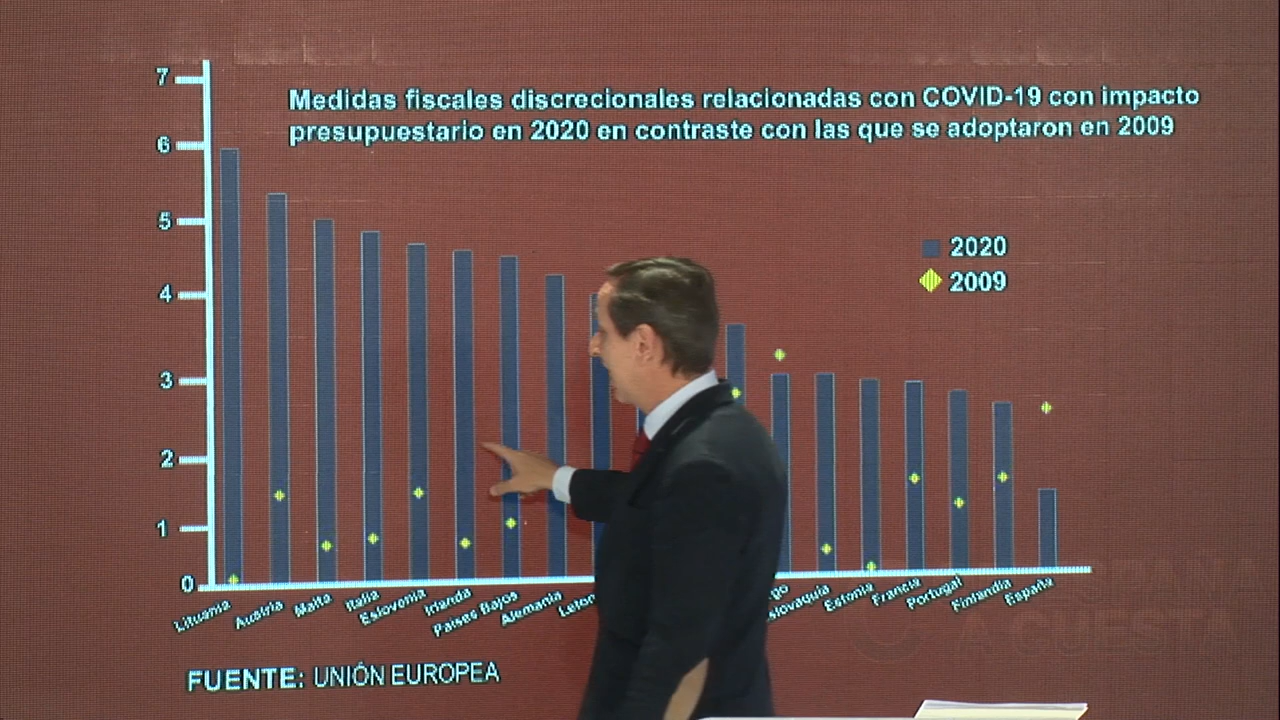 7
Medidas fiscales discrecionales relacionadas con COVID-19 con impacto
presupuestario en 2020 en contraste con las que se adoptaron en 2009
6
5
2020
2009
4
3
2
1
0
Lituania Austria Malta Italia Eslovenia Irlanda Países Bajos Alemania Estonia Francia Portugal Finlandia España
A CUESTA
FUENTE: UNIÓN EUROPEA